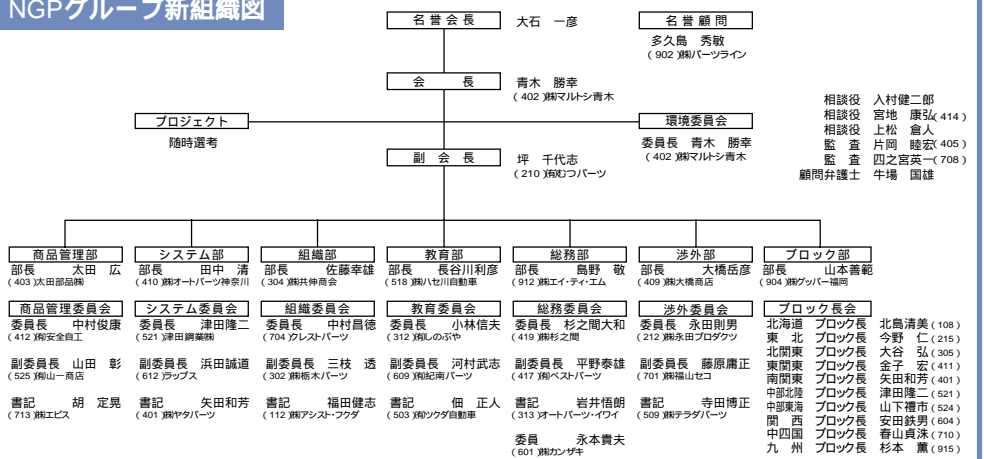 NGPグループ新組織図
名誉会長 大石 一彦
名誉顧問
多久島 秀敏
(902)㈱パーツライン
会長 青木 勝幸
(402)㈱マルトシ青木
プロジェクト
随時選考
環境委員会
委員長 青木 勝幸
(402)㈱マルトシ青木
副会長 坪 千代志
(210)㈲むつパーツ
相談役 入村健二郎
相談役 宮地 康弘(414)
相談役 上松 倉人
監査 片岡 睦宏(405)
監査 四之宮英一(708)
顧問弁護士 牛場 国雄
商品管理部
部長 太田 広
(403)太田部品㈱
システム部
部長 田中 清
(410)㈱オートパーツ神奈川
組織部
部長 佐藤幸雄
(304)㈱共伸商会
教育部
部長 長谷川利彦
(518)㈱ハセ川自動車
総務部
部長 島野 敬
(912)㈱エイ・ティ・エム
渉外部
部長 大橋岳彦
(409)㈱大橋商店
ブロック部
部長 山本善範
(904)㈱グッパー福岡
商品管理委員会
委員長 中村俊康
(412)㈲安全自工
副委員長 山田 彰
(525)㈲山一商店
書記 胡 定晃
(713)㈱エビス
システム委員会
委員長 津田隆二
(521)津田鋼業㈱
副委員長 浜田誠道
(612)ラップス
書記 矢田和芳
(401)㈱ヤタパーツ
組織委員会
委員長 中村昌徳
(704)クレストパーツ
副委員長 三枝 透
(302)㈱栃木パーツ
書記 福田健志
(112)㈱アシスト・フクダ
教育委員会
委員長 小林信夫
(312)㈲しのぶや
副委員長 河村武志
(609)㈲紀南パーツ
書記 佃 正人
(503)㈲ツクダ自動車
総務委員会
委員長 杉之間大和
(419)㈱杉之間
副委員長 平野泰雄
(417)㈲ベストパーツ
書記 岩井悟朗
(313)オートパーツ・イワイ
委員 永本貴夫
(601)㈱カンザキ
渉外委員会
委員長 永田則男
(212)㈱永田プロダクツ
副委員長 藤原庸正
(701)㈱福山セコ
書記 寺田博正
(509)㈱テラダパーツ
ブロック長会
北海道 ブロック長 北島清美(108)
東北 ブロック長 今野 仁(215)
北関東 ブロック長 大谷 弘(305)
東関東 ブロック長 金子 宏(411)
南関東 ブロック長 矢田和芳(401)
中部北陸 ブロック長 津田隆二(521)
中部東海 ブロック長 山下禮市(524)
関西 ブロック長 安田鉄男(604)
中四国 ブロック長 春山貞洙(710)
九州 ブロック長 杉本 薫(915)